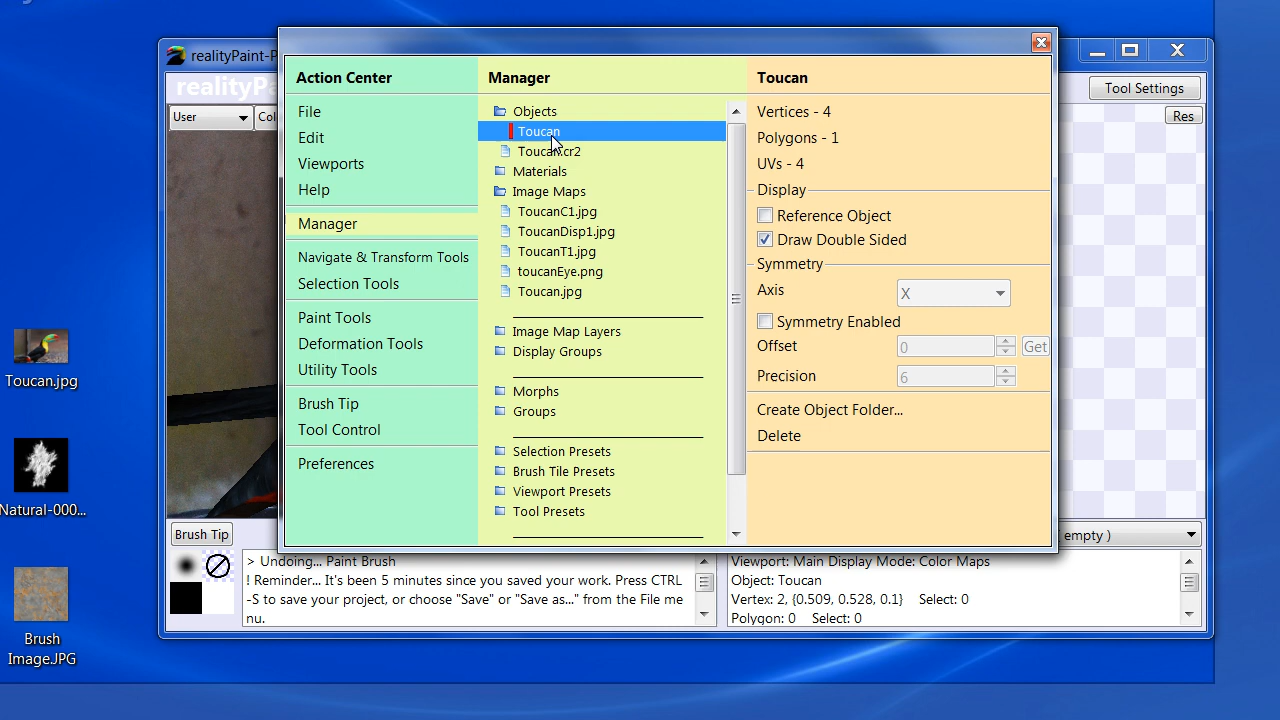 realityPaint-P
realityPa
Tool Settings
User
Col
Res
Action Center
File
Edit
Viewports
Help
Manager
Navigate & Transform Tools
Selection Tools
Paint Tools
Deformation Tools
Utility Tools
Brush Tip
Tool Control
Preferences
Manager
Objects
Toucan
Toucan.cr2
Materials
Image Maps
ToucanC1.jpg
ToucanDisp1.jpg
ToucanT1.jpg
toucanEye.png
Toucan.jpg
Image Map Layers
Display Groups
Morphs
Groups
Selection Presets
Brush Tile Presets
Viewport Presets
Tool Presets
Toucan
Vertices - 4
Polygons - 1
UVs - 4
Display
Reference Object
Draw Double Sided
Symmetry
Axis
X
Symmetry Enabled
Offset
0
Get
Precision
6
Create Object Folder...
Delete
Toucan.jpg
Natural-000...
Brush
Image.JPG
Brush Tip
empty )
> Undoing... Paint Brush
! Reminder... It's been 5 minutes since you saved your work. Press CTRL
-S to save your project, or choose "Save" or "Save as..." from the File me
nu.
Viewport: Main Display Mode: Color Maps
Object: Toucan
Vertex: 2, {0.509, 0.528, 0.1} Select: 0
Polygon: 0 Select: 0